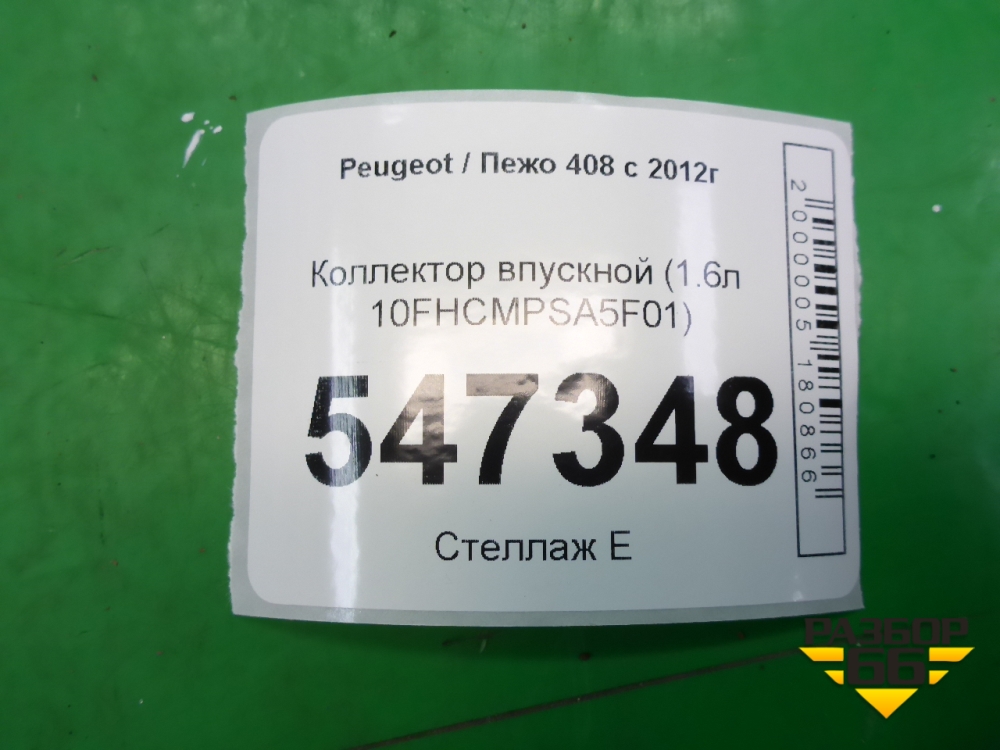 Peugeot / Пежо 408 с 2012г
Коллектор впускной (1.6л
10FHCMPSA5F01)
547348
Стеллаж Е
2000005180866
РАЗБОР
66